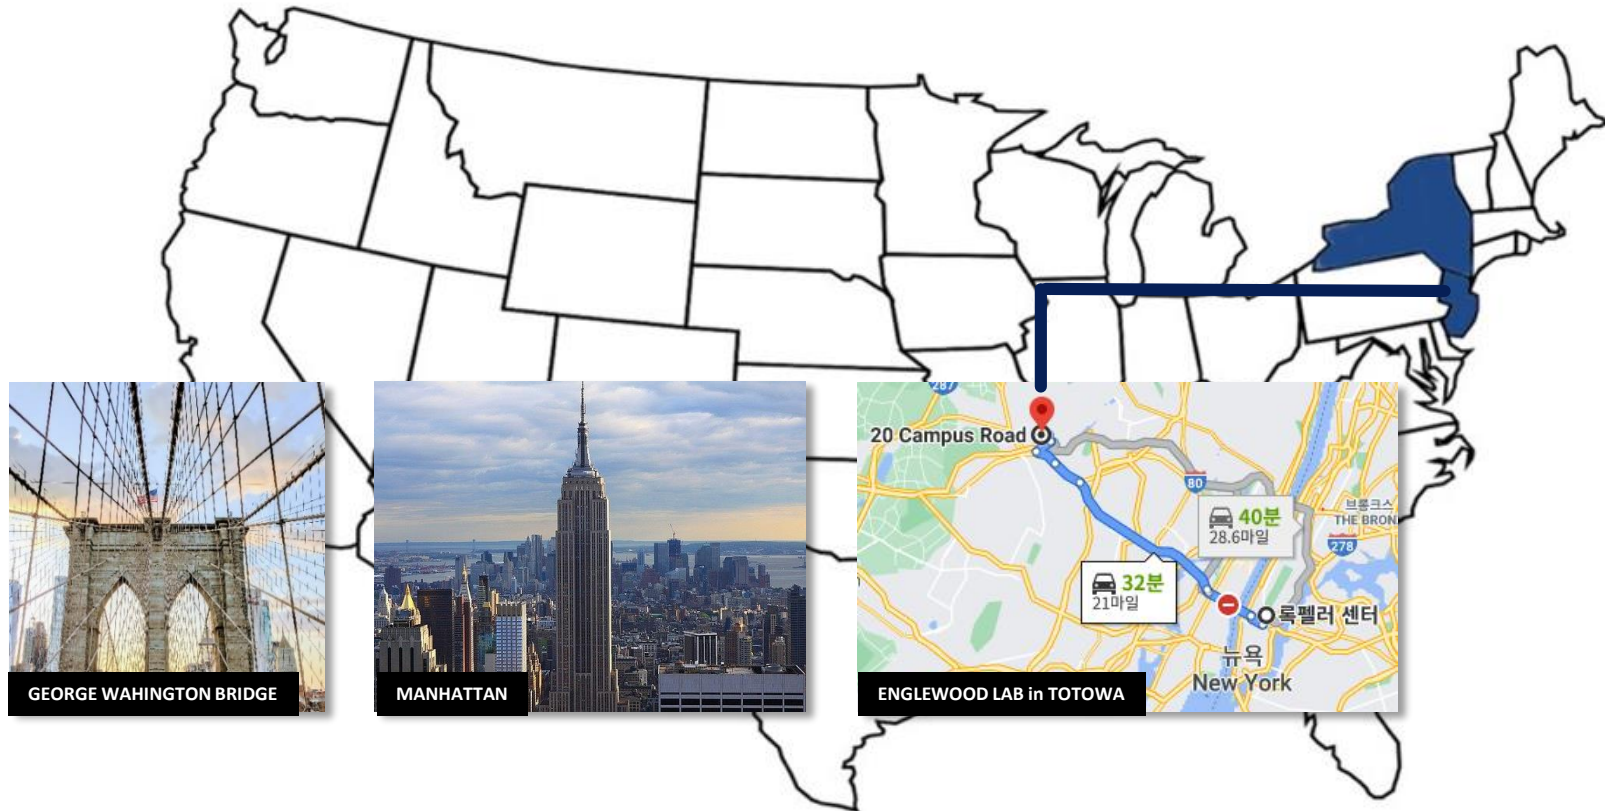 287
20 Campus Road
80
40분
28.6마일
브롱크스
THE BRON
278
32분
21마일
록펠러 센터
뉴욕
New York
GEORGE WAHINGTON BRIDGE
MANHATTAN
ENGLEWOOD LAB in TOTOWA